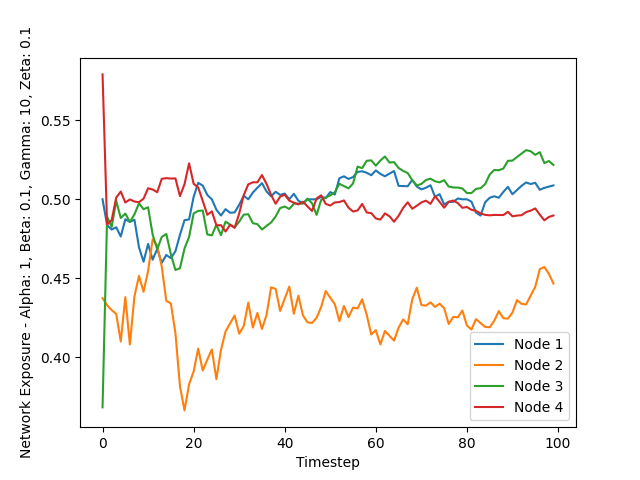 Network Exposure - Alpha: 1, Beta: 0.1, Gamma: 10, Zeta: 0.1
0.55
0.50
0.45
0.40
0
20
40
60
80
100
Timestep
Node 1
Node 2
Node 3
Node 4